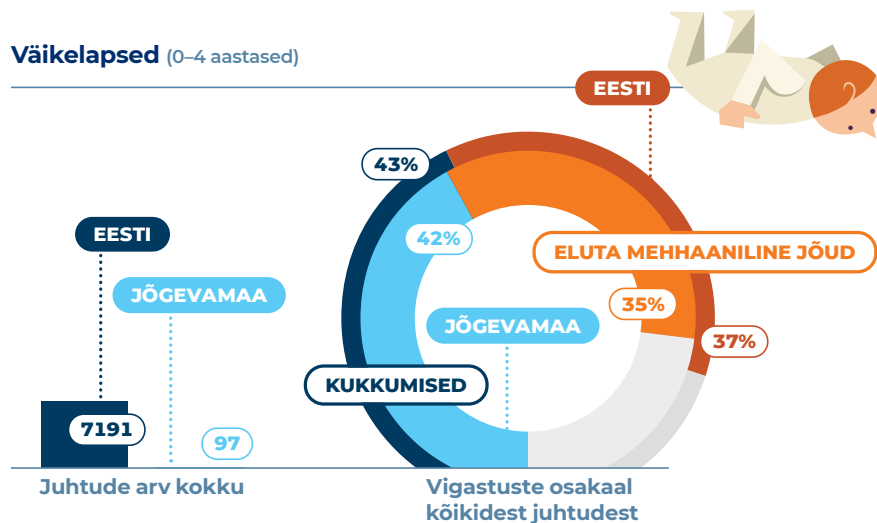 Väikelapsed (0–4 aastased)
EESTI
43%
EESTI
42%
ELUTA MEHHAANILINE JÕUD
JÕGEVAMAA
35%
JÕGEVAMAA
37%
KUKKUMISED
7191
97
Juhtude arv kokku
Vigastuste osakaal
kõikidest juhtudest